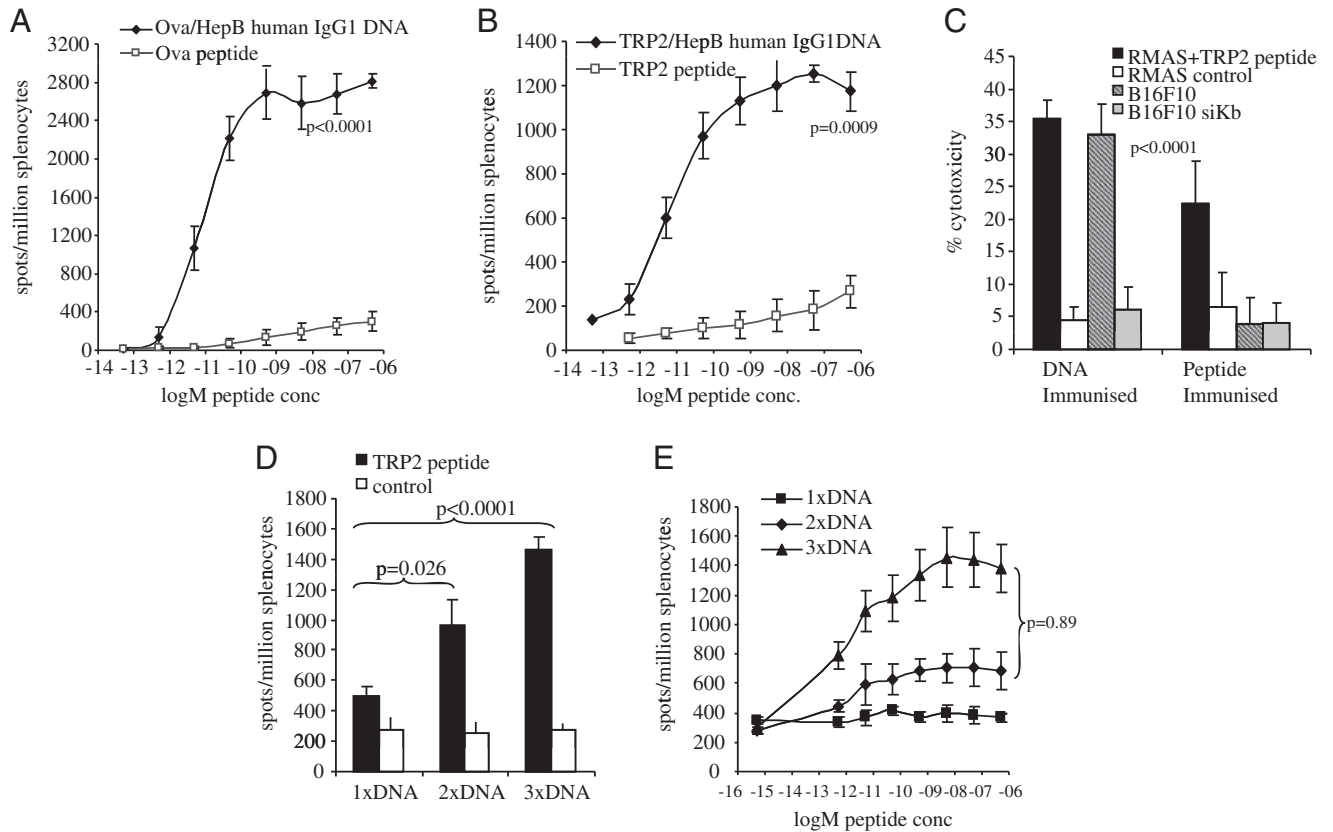 A
Ova/HepB human IgG1 DNA
Ova peptide
spots/million splenocytes
3200
2800
2400
2000
1600
1200
800
400
0
p<0.0001
-14 -13 -12 -11 -10 -09 -08 -07 -06
logM peptide conc
B
TRP2/HepB human IgG1DNA
TRP2 peptide
spots/million splenocytes
1400
1200
1000
800
600
400
200
0
p=0.0009
-14 -13 -12 -11 -10 -09 -08 -07 -06
logM peptide conc.
C
RMAS+TRP2 peptide
RMAS control
B16F10
B16F10 siKb
% cytotoxicity
45
40
35
30
25
20
15
10
5
0
p<0.0001
DNA
Immunised
Peptide
Immunised
D
TRP2 peptide
control
spots/million splenocytes
1800
1600
1400
1200
1000
800
600
400
200
0
p<0.0001
p=0.026
1xDNA 2xDNA 3xDNA
E
1xDNA
2xDNA
3xDNA
spots/million splenocytes
1800
1600
1400
1200
1000
800
600
400
200
0
p=0.89
-16 -15 -14 -13 -12 -11 -10 -09 -08 -07 -06
logM peptide conc